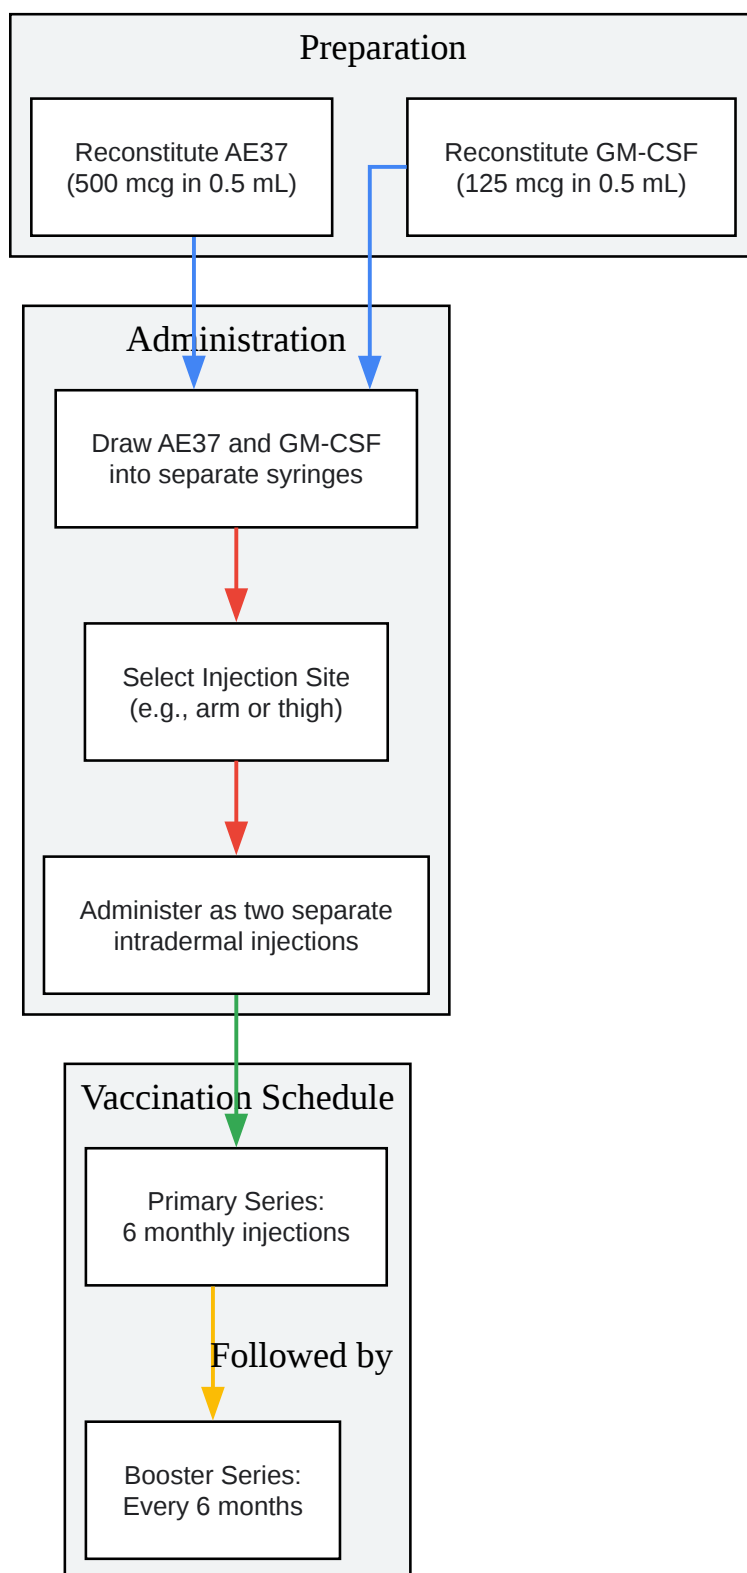 Preparation
Reconstitute AE37
(500 mcg in 0.5 mL)
Reconstitute GM-CSF
(125 mcg in 0.5 mL)
Administration
Draw AE37 and GM-CSF
into separate syringes
Select Injection Site
(e.g., arm or thigh)
Administer as two separate
intradermal injections
Vaccination Schedule
Primary Series:
6 monthly injections
Followed by
Booster Series:
Every 6 months